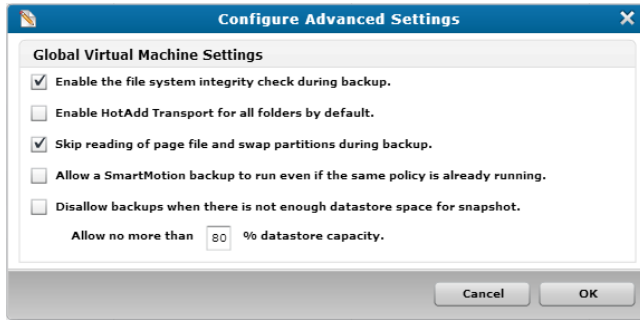 Configure Advanced Settings
Global Virtual Machine Settings
Enable the file system integrity check during backup.
Enable HotAdd Transport for all folders by default.
Skip reading of page file and swap partitions during backup.
Allow a SmartMotion backup to run even if the same policy is already running.
Disallow backups when there is not enough datastore space for snapshot.
Allow no more than 80 % datastore capacity.
Cancel OK